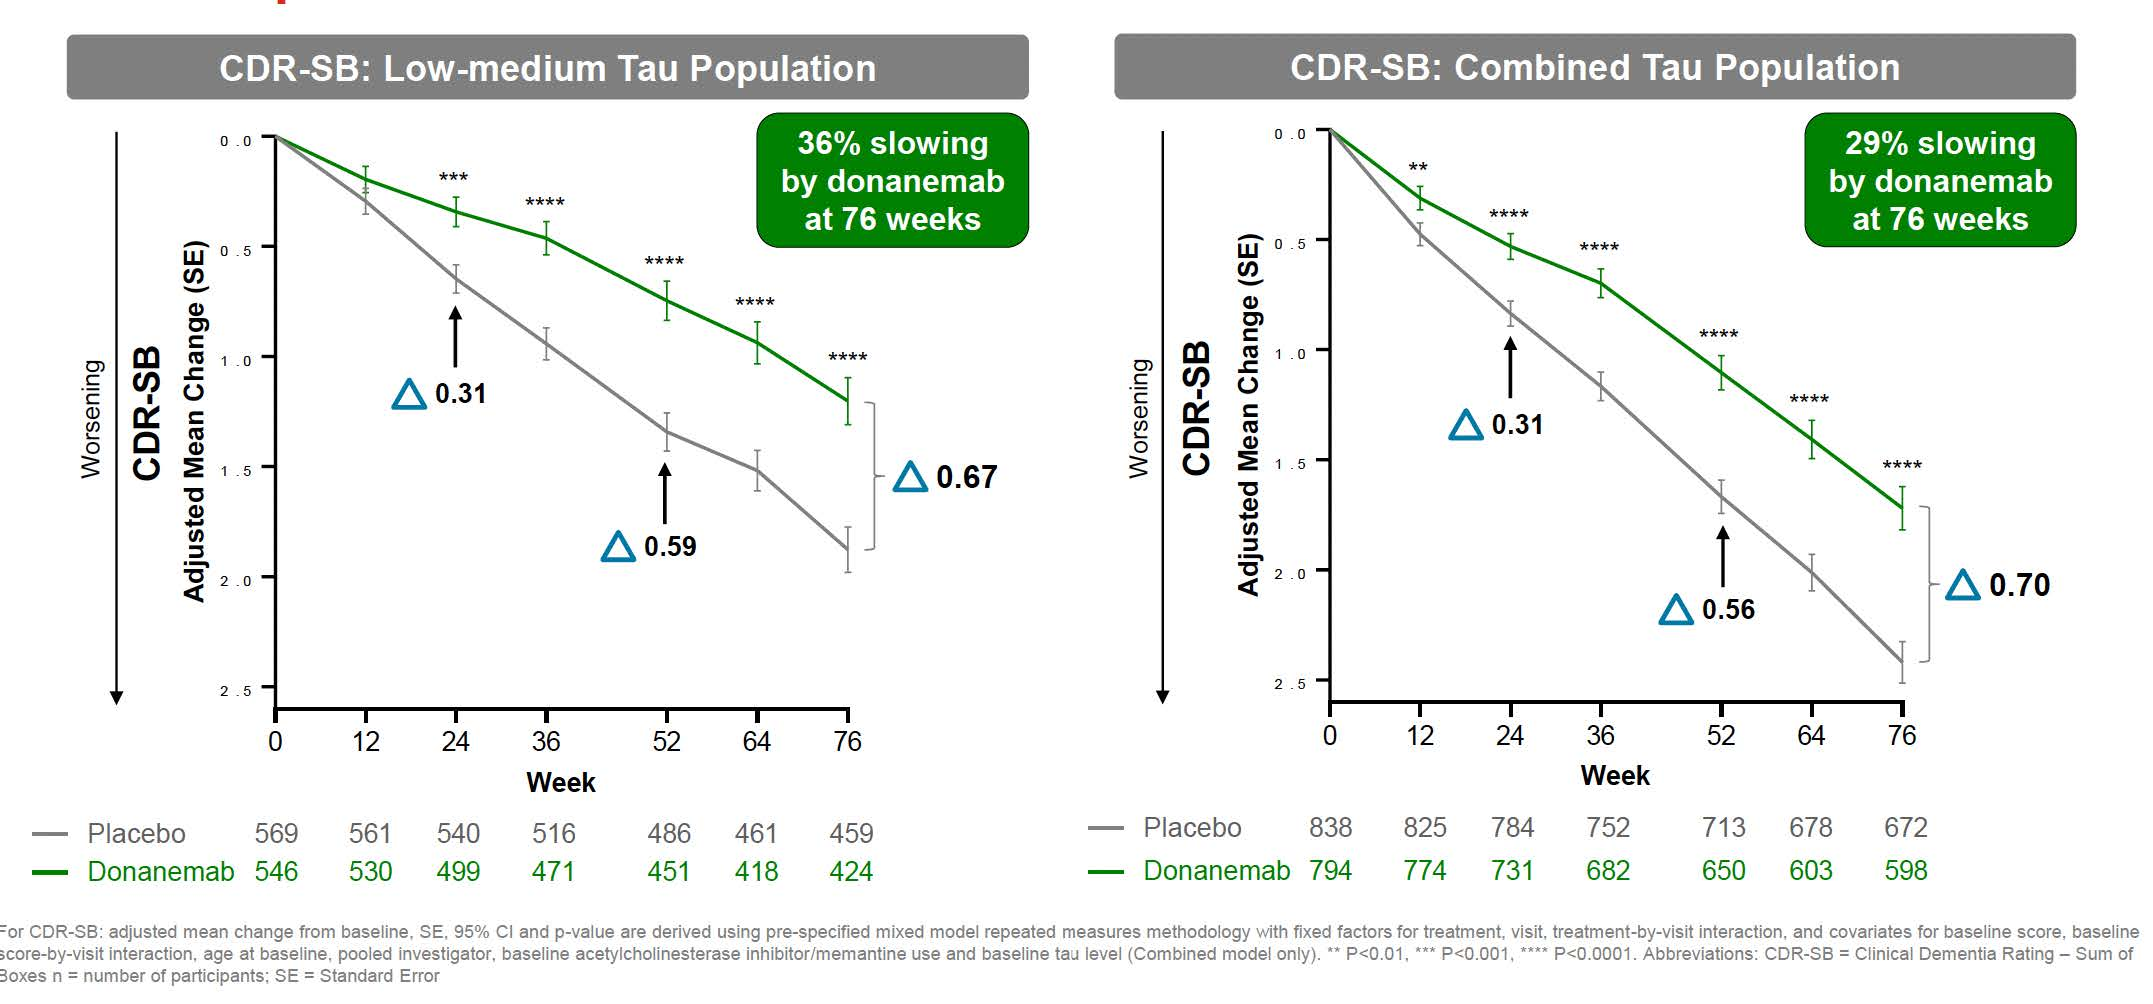 CDR-SB: Low-medium Tau Population
36% slowing
by donanemab
at 76 weeks
Worsening
CDR-SB
Adjusted Mean Change (SE)
0.0
0.5
1.0
1.5
2.0
2.5
***
****
****
****
****
△ 0.31
△ 0.59
△ 0.67
0 12 24 36 52 64 76
Week
Placebo 569 561 540 516 486 461 459
Donanemab 546 530 499 471 451 418 424
CDR-SB: Combined Tau Population
29% slowing
by donanemab
at 76 weeks
Worsening
CDR-SB
Adjusted Mean Change (SE)
0.0
0.5
1.0
1.5
2.0
2.5
**
****
****
****
****
****
△ 0.31
△ 0.56
△ 0.70
0 12 24 36 52 64 76
Week
Placebo 838 825 784 752 713 678 672
Donanemab 794 774 731 682 650 603 598
For CDR-SB: adjusted mean change from baseline, SE, 95% CI and p-value are derived using pre-specified mixed model repeated measures methodology with fixed factors for treatment, visit, treatment-by-visit interaction, and covariates for baseline score, baseline
score-by-visit interaction, age at baseline, pooled investigator, baseline acetylcholinesterase inhibitor/memantine use and baseline tau level (Combined model only). ** P<0.01, *** P<0.001, **** P<0.0001. Abbreviations: CDR-SB = Clinical Dementia Rating – Sum of
Boxes n = number of participants; SE = Standard Error